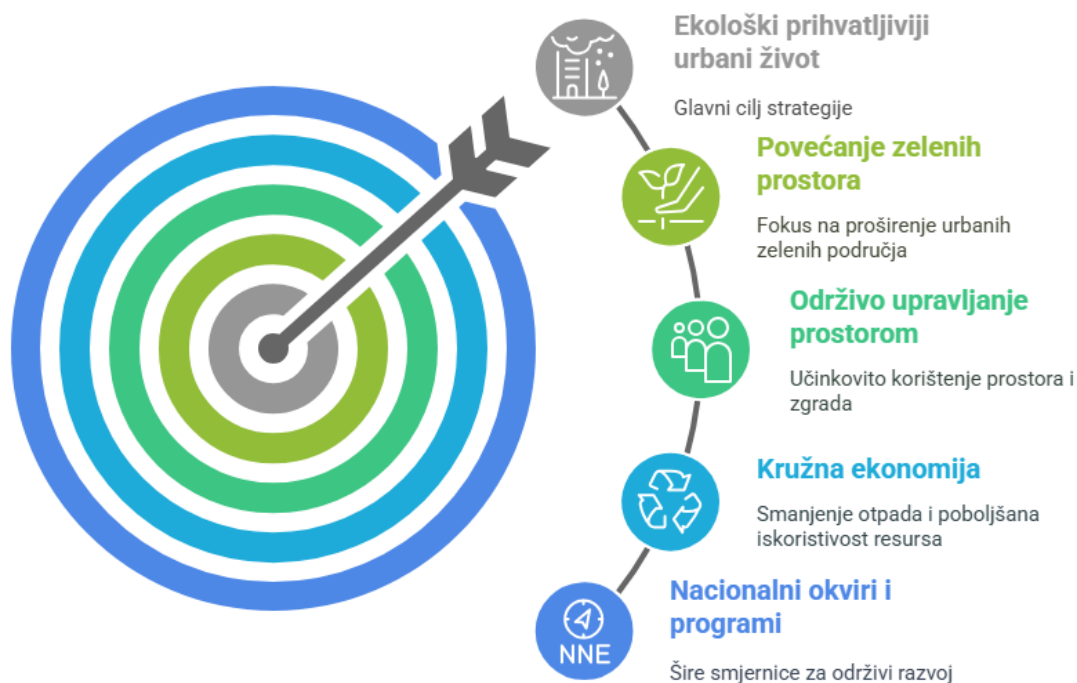 Ekološki prihvatljiviji
urbani život
Glavni cilj strategije
Povećanje zelenih
prostora
Fokus na proširenje urbanih
zelenih područja
Održivo upravljanje
prostorom
Učinkovito korištenje prostora i
zgrada
Kružna ekonomija
Smanjenje otpada i poboljšana
iskoristivost resursa
Nacionalni okviri i
programi
NNE
Šire smjernice za održivi razvoj